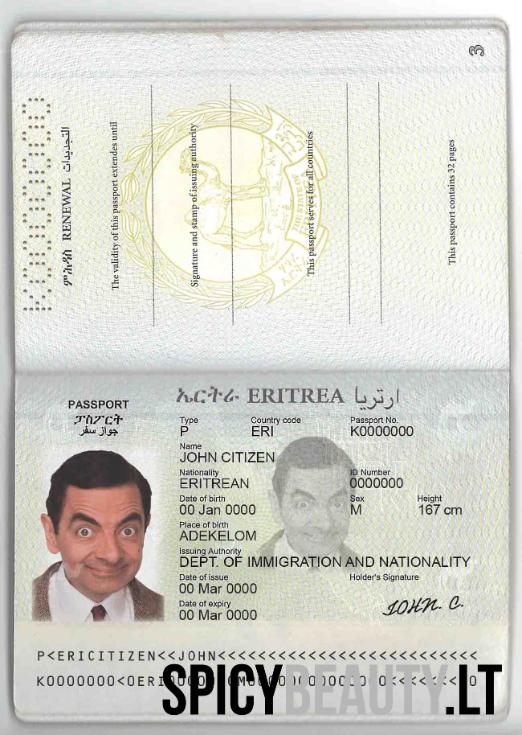 3
K0000000
ምእዳስ RENEWAL التجديدات
The validity of this passport extendes until
Signature and stamp of issuing authority
This passport serves for all countries
This passport contains 32 pages
ኤርትራ ERITREA ارتريا
PASSPORT
ፓስፖርት
جواز سفر
Type Country code Passport No.
P ERI K0000000
Name
JOHN CITIZEN
Nationality ID Number
ERITREAN 0000000
Date of birth Sex Height
00 Jan 0000 M 167 cm
Place of birth
ADEKELOM
Issuing Authority
DEPT. OF IMMIGRATION AND NATIONALITY
Date of issue Holder's Signature
00 Mar 0000
Date of expiry
00 Mar 0000
JOHN. C.
P<ERICITIZEN<<JOHN<<<<<<<<<<<<<<<<<<<<<<<<<<
K0000000<0ERI
SPICYBEAUTY.LT